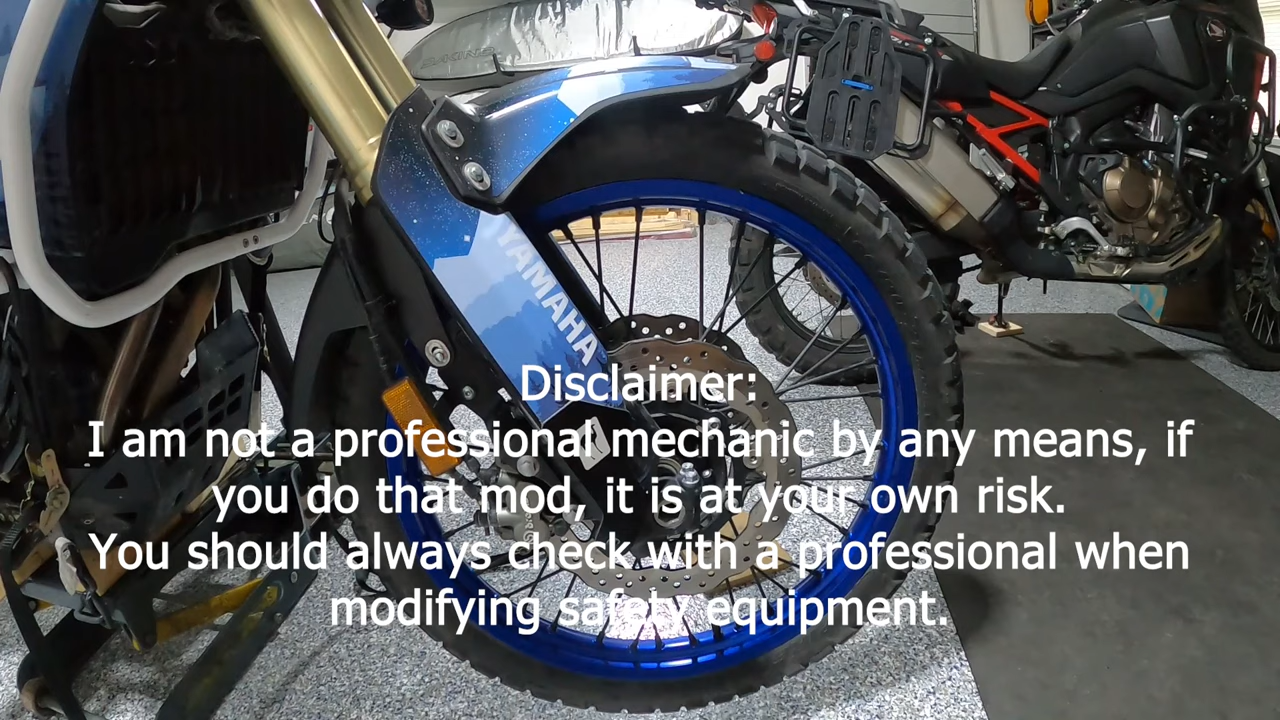 YAMAHA
Disclaimer:
I am not a professional mechanic by any means, if
you do that mod, it is at your own risk.
You should always check with a professional when
modifying safety equipment.